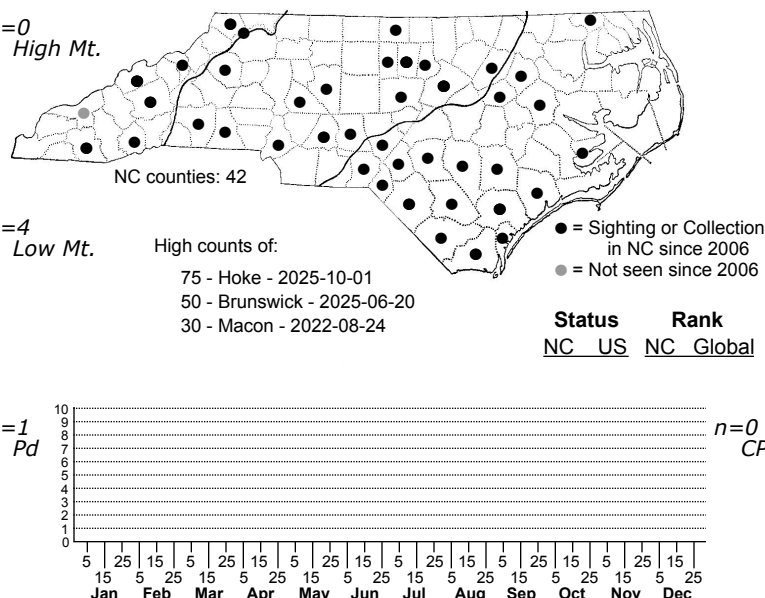 =0
High Mt.
NC counties: 42
=4
Low Mt.
High counts of:
75 - Hoke - 2025-10-01
50 - Brunswick - 2025-06-20
30 - Macon - 2022-08-24
= Sighting or Collection
in NC since 2006
= Not seen since 2006
Status Rank
NC US NC Global
=1
Pd
n=0
CP
10
9
8
7
6
5
4
3
2
1
0
5 25 15 5 25 15 5 25 15 5 25 15 5 25 15 5 25 15
15 5 25 15 5 25 15 5 25 15 5 25 15 5 25 15 5 25
Jan Feb Mar Apr May Jun Jul Aug Sep Oct Nov Dec